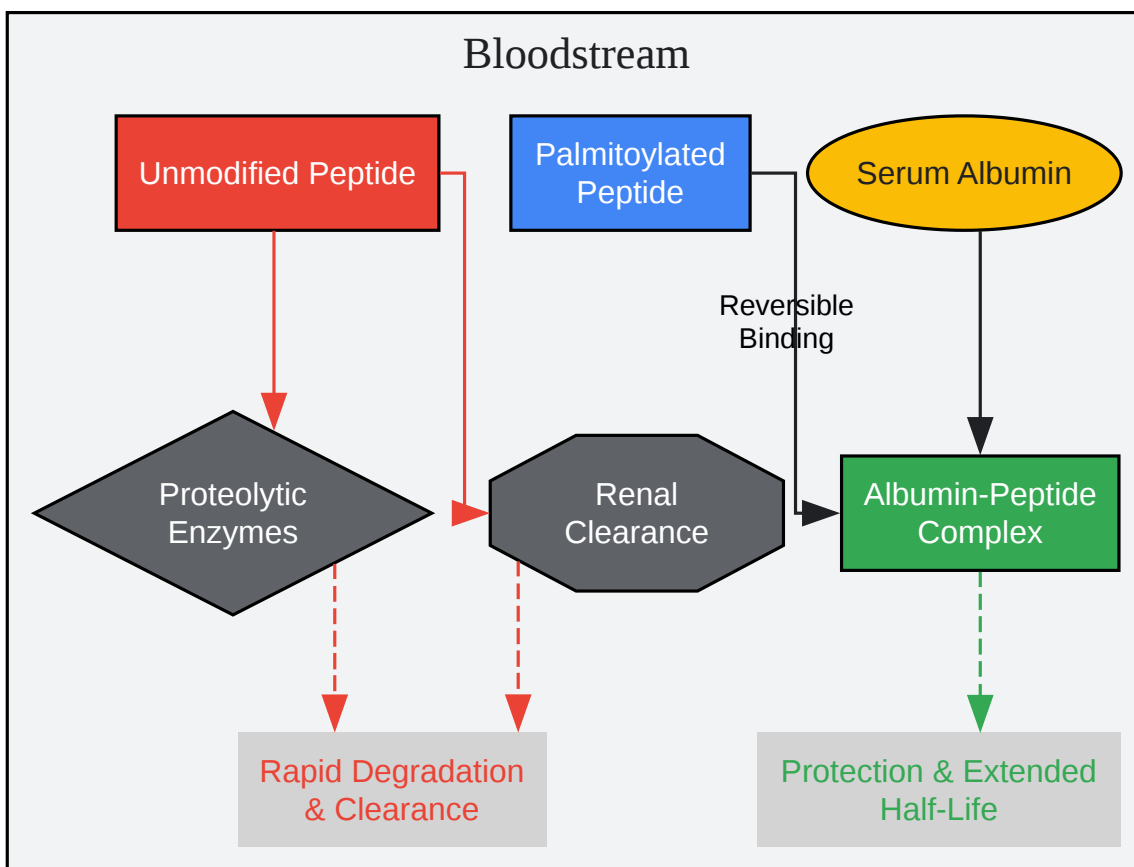 Bloodstream
Unmodified Peptide
Palmitoylated
Peptide
Serum Albumin
Reversible
Binding
Proteolytic
Enzymes
Renal
Clearance
Albumin-Peptide
Complex
Rapid Degradation
& Clearance
Protection & Extended
Half-Life